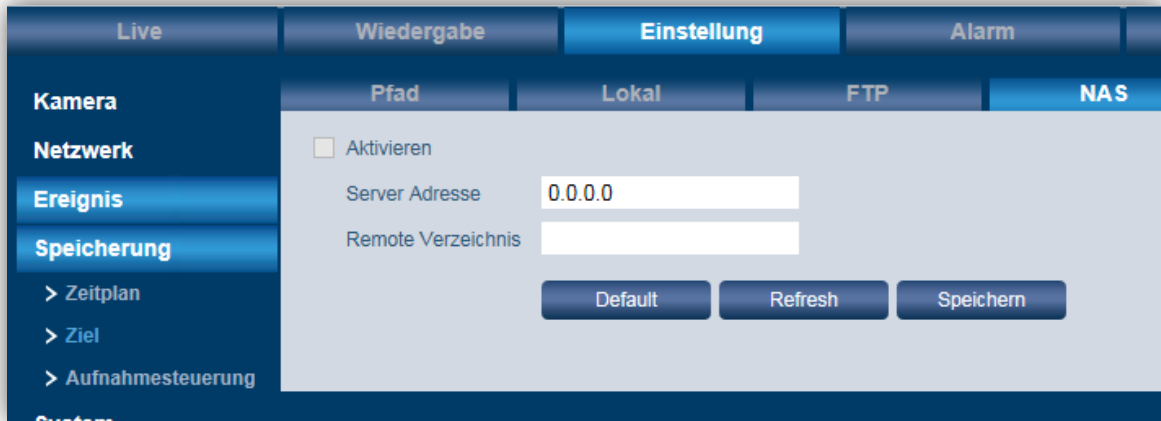 Live Wiedergabe Einstellung Alarm
Pfad Lokal FTP NAS
Kamera
Netzwerk
Ereignis
Speicherung
> Zeitplan
> Ziel
> Aufnahmesteuerung
System
Aktivieren
Server Adresse 0.0.0.0
Remote Verzeichnis
Default Refresh Speichern